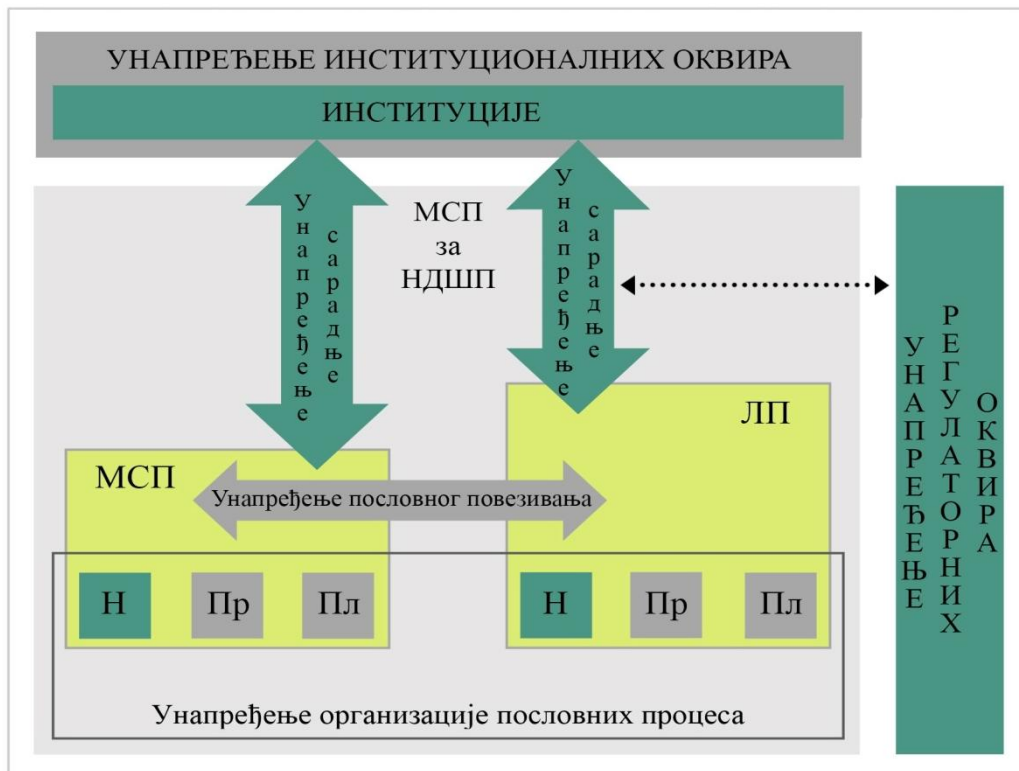 УНАПРЕЂЕЊЕ ИНСТИТУЦИОНАЛНИХ ОКВИРА
ИНСТИТУЦИЈЕ
Унапређење
сарадње
МСП
за
НДШП
Унапређење
сарадње
УНАПРЕЂЕЊЕ
РЕГУЛАТОРНИХ
ОКВИРА
МСП
ЛП
Унапређење пословног повезивања
Н Пр Пл
Н Пр Пл
Унапређење организације пословних процеса